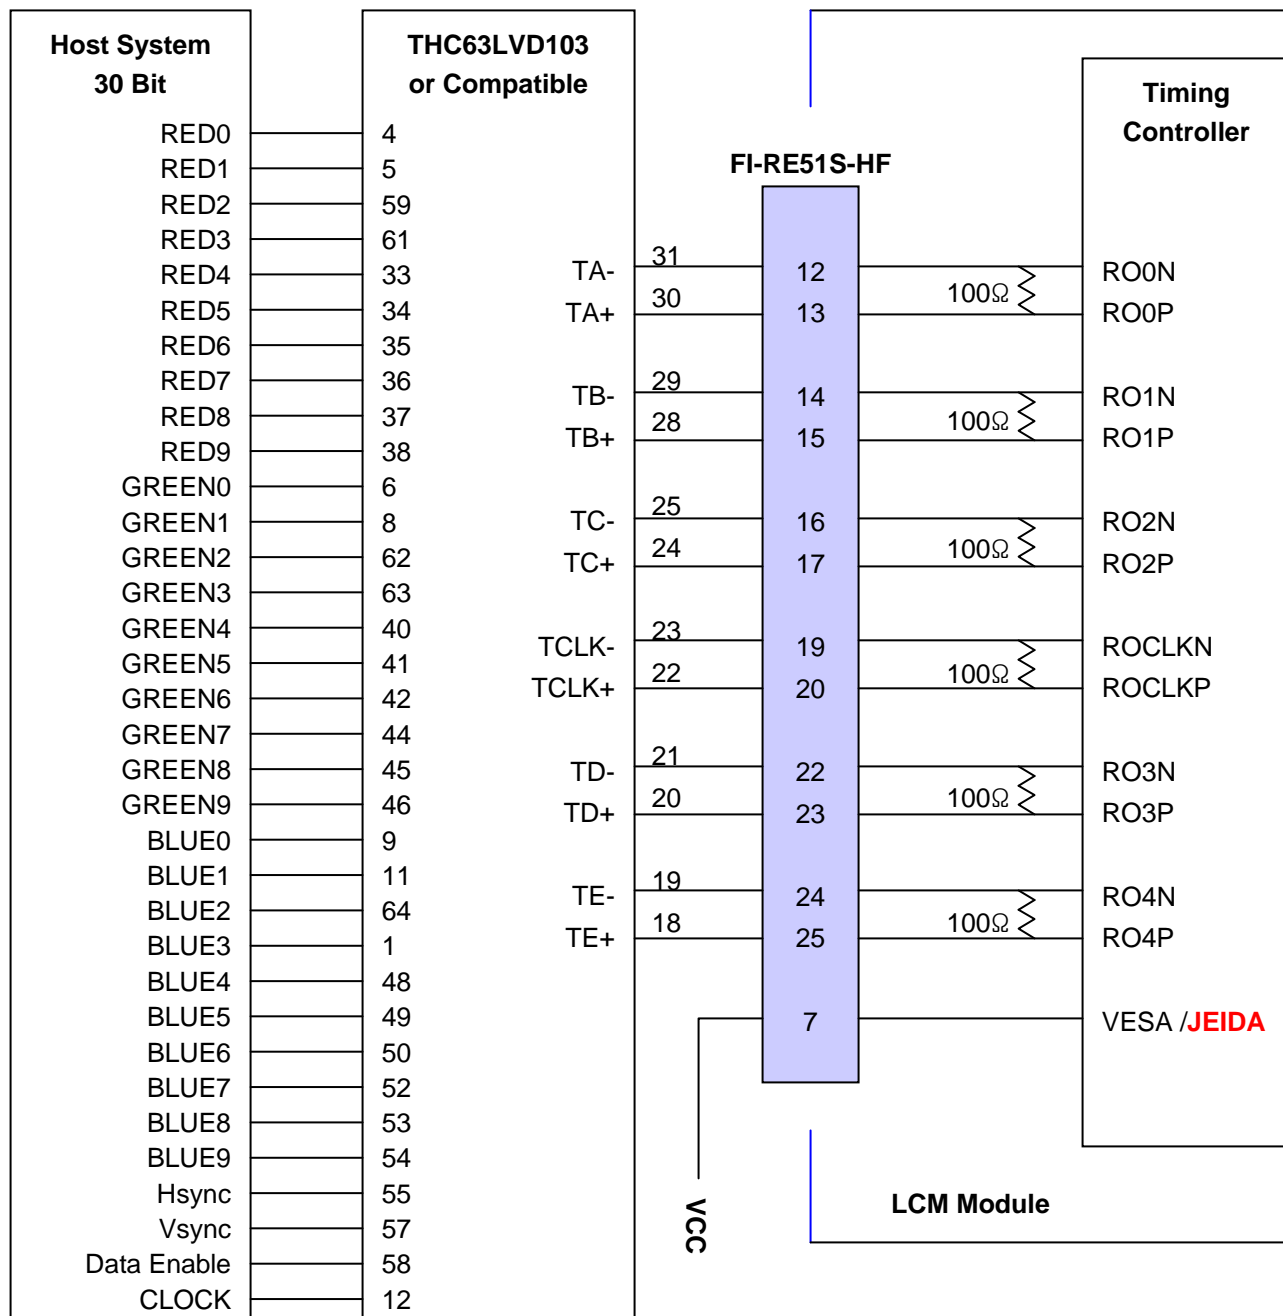 Host System
30 Bit
RED0 4
RED1 5
RED2 59
RED3 61
RED4 33
RED5 34
RED6 35
RED7 36
RED8 37
RED9 38
GREEN0 6
GREEN1 8
GREEN2 62
GREEN3 63
GREEN4 40
GREEN5 41
GREEN6 42
GREEN7 44
GREEN8 45
GREEN9 46
BLUE0 9
BLUE1 11
BLUE2 64
BLUE3 1
BLUE4 48
BLUE5 49
BLUE6 50
BLUE7 52
BLUE8 53
BLUE9 54
Hsync 55
Vsync 57
Data Enable 58
CLOCK 12
THC63LVD103
or Compatible
FI-RE51S-HF
Timing
Controller
TA- 31 12 RO0N
100Ω
TA+ 30 13 RO0P
TB- 29 14 RO1N
100Ω
TB+ 28 15 RO1P
TC- 25 16 RO2N
100Ω
TC+ 24 17 RO2P
TCLK- 23 19 ROCLKN
100Ω
TCLK+ 22 20 ROCLKP
TD- 21 22 RO3N
100Ω
TD+ 20 23 RO3P
TE- 19 24 RO4N
100Ω
TE+ 18 25 RO4P
7 VESA /JEIDA
VCC
LCM Module